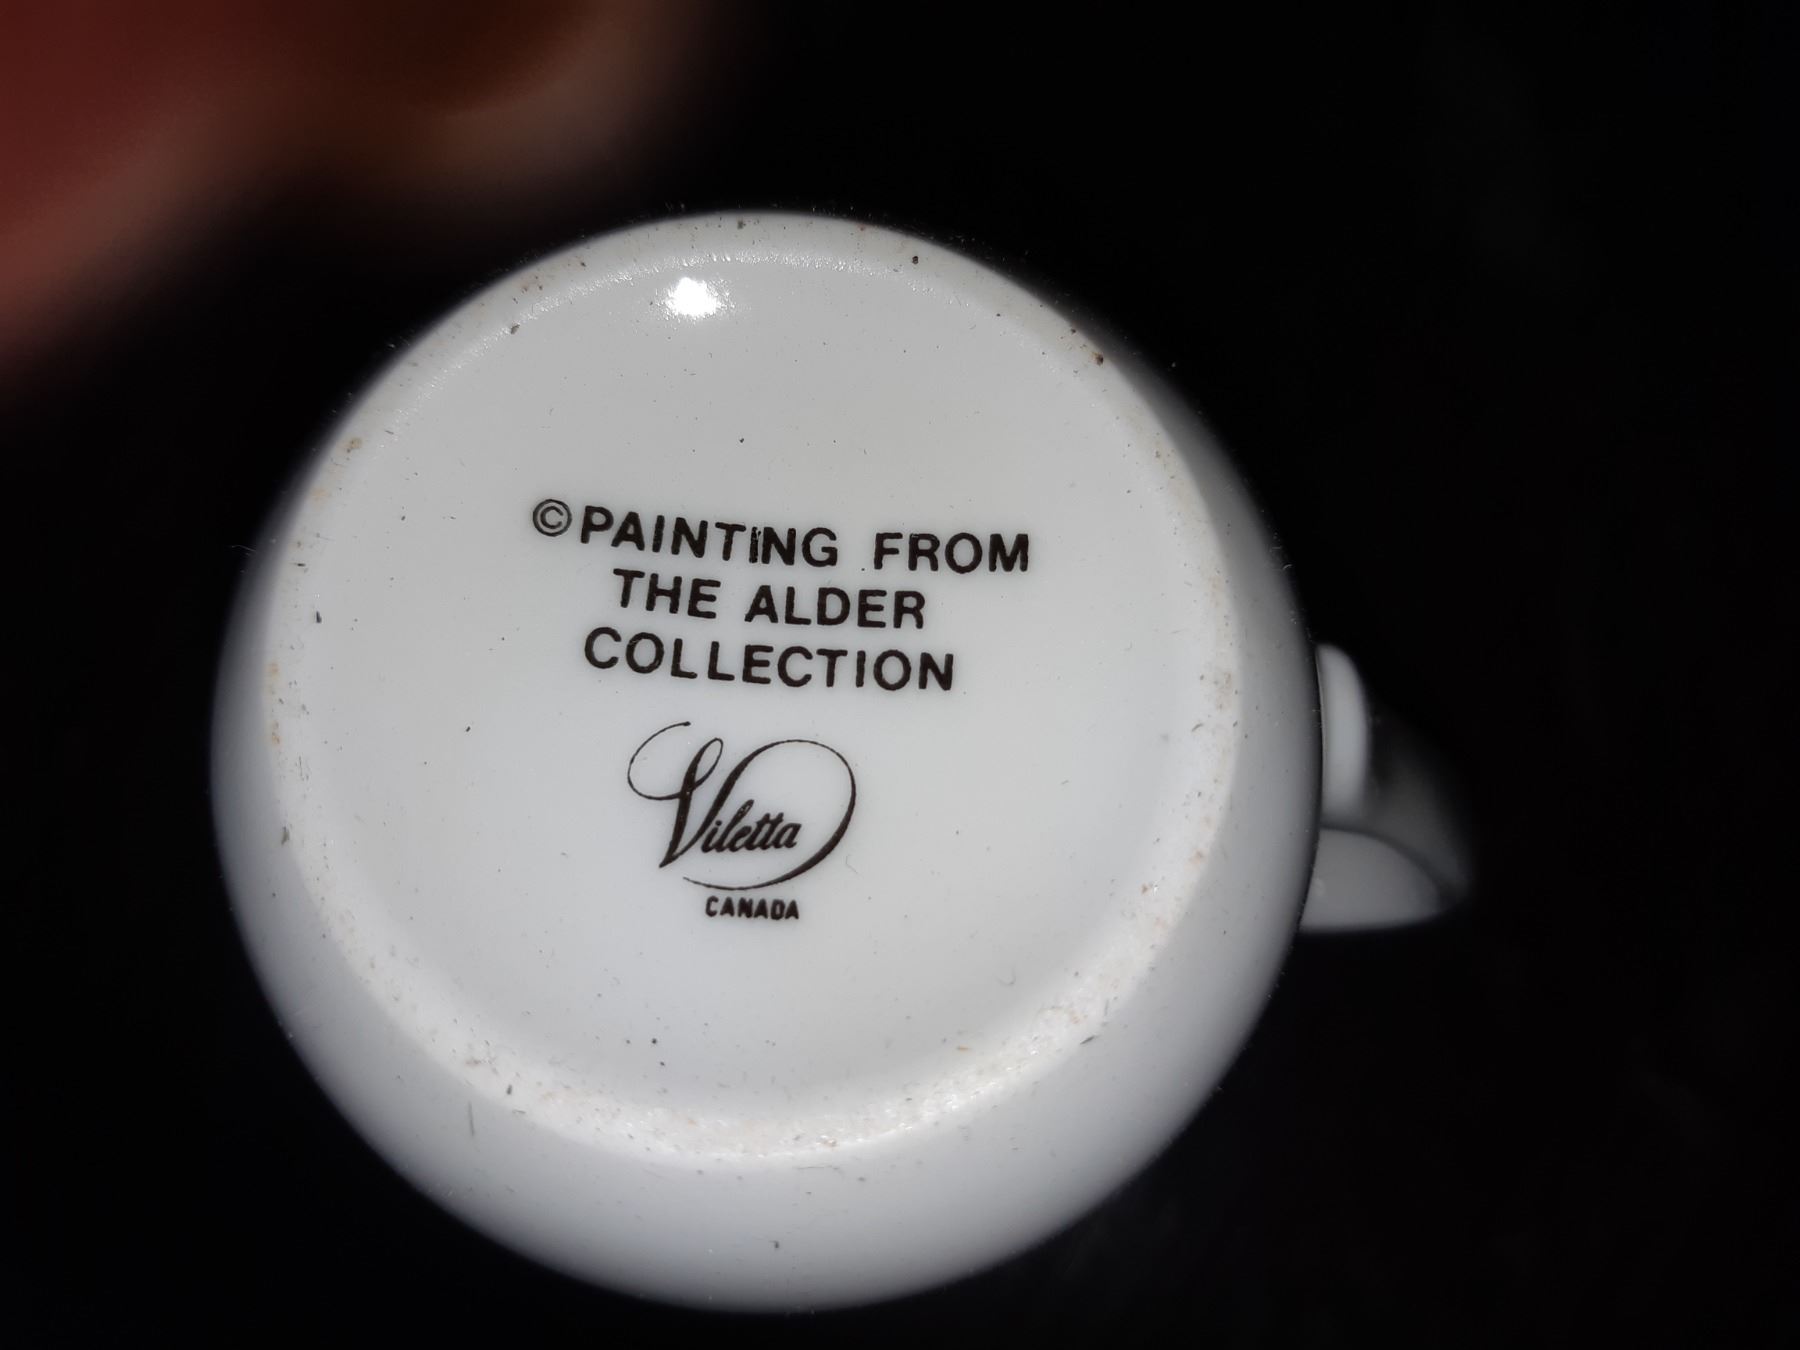 ©PAINTING FROM
THE ALDER
COLLECTION
Viletta
CANADA